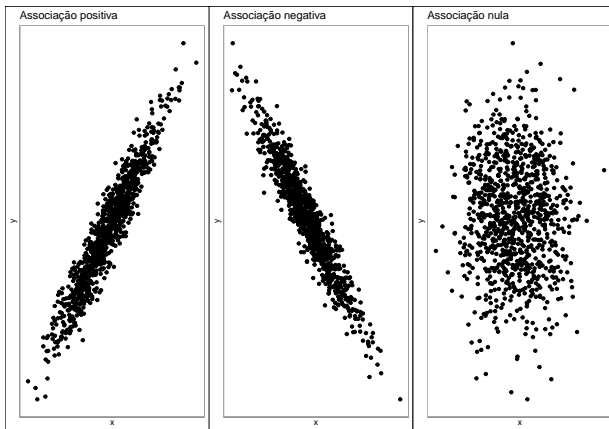 Associação positiva
Associação negativa
Associação nula
y
y
y
x
x
x